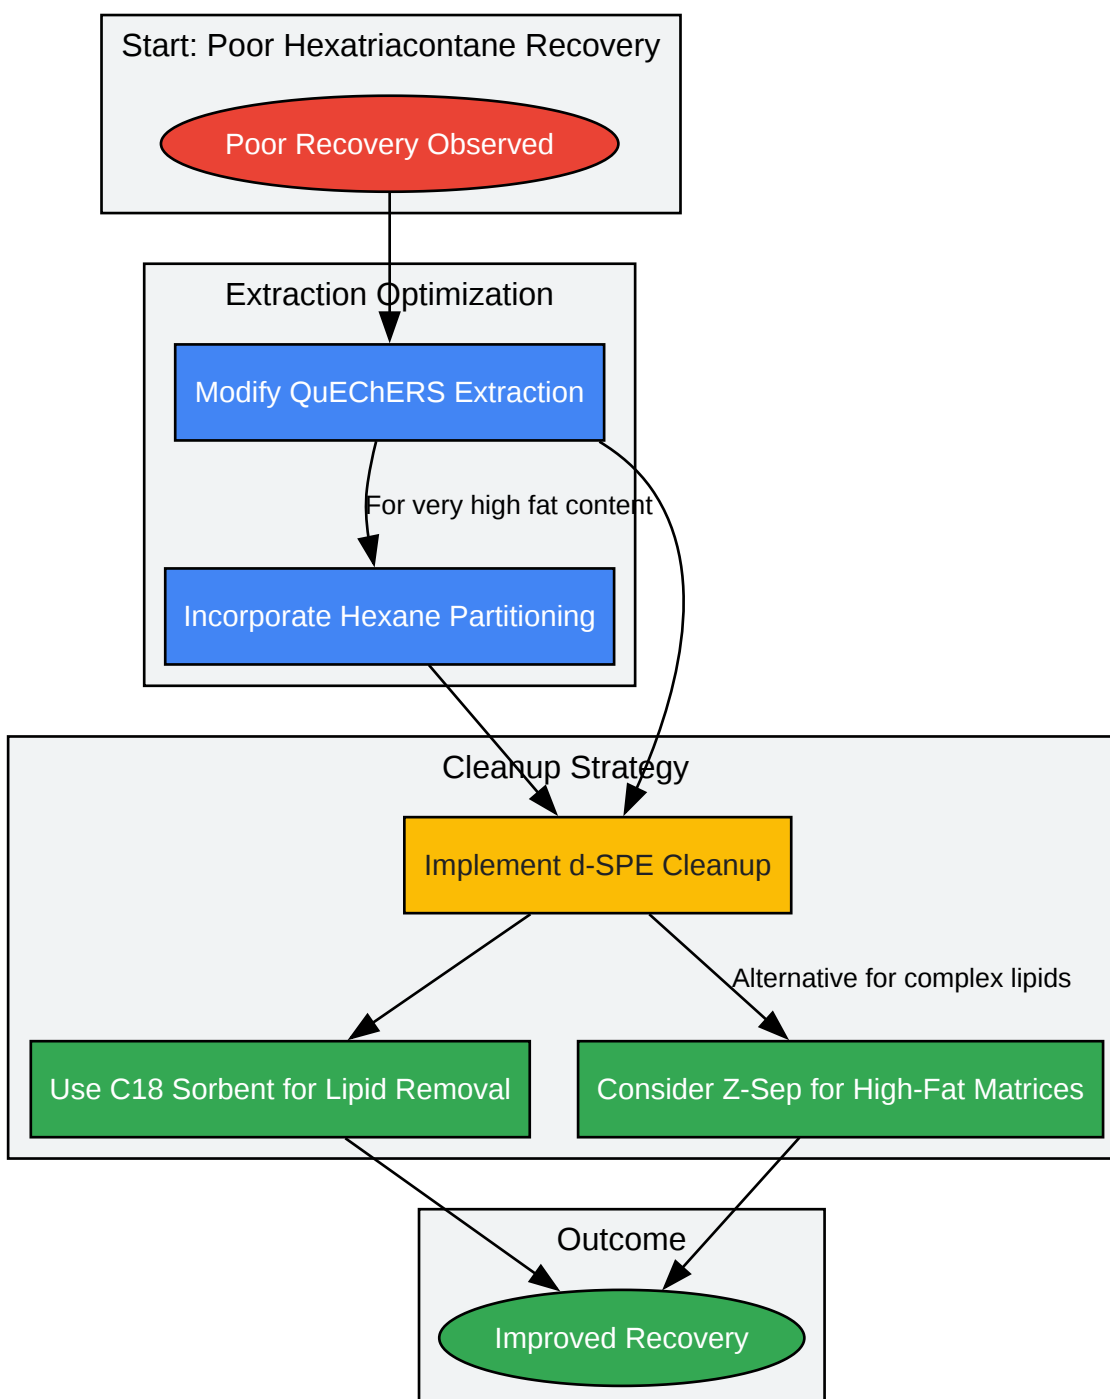 Start: Poor Hexatriacontane Recovery
Poor Recovery Observed
Extraction Optimization
Modify QuEChERS Extraction
For very high fat content
Incorporate Hexane Partitioning
Cleanup Strategy
Implement d-SPE Cleanup
Alternative for complex lipids
Use C18 Sorbent for Lipid Removal
Consider Z-Sep for High-Fat Matrices
Outcome
Improved Recovery